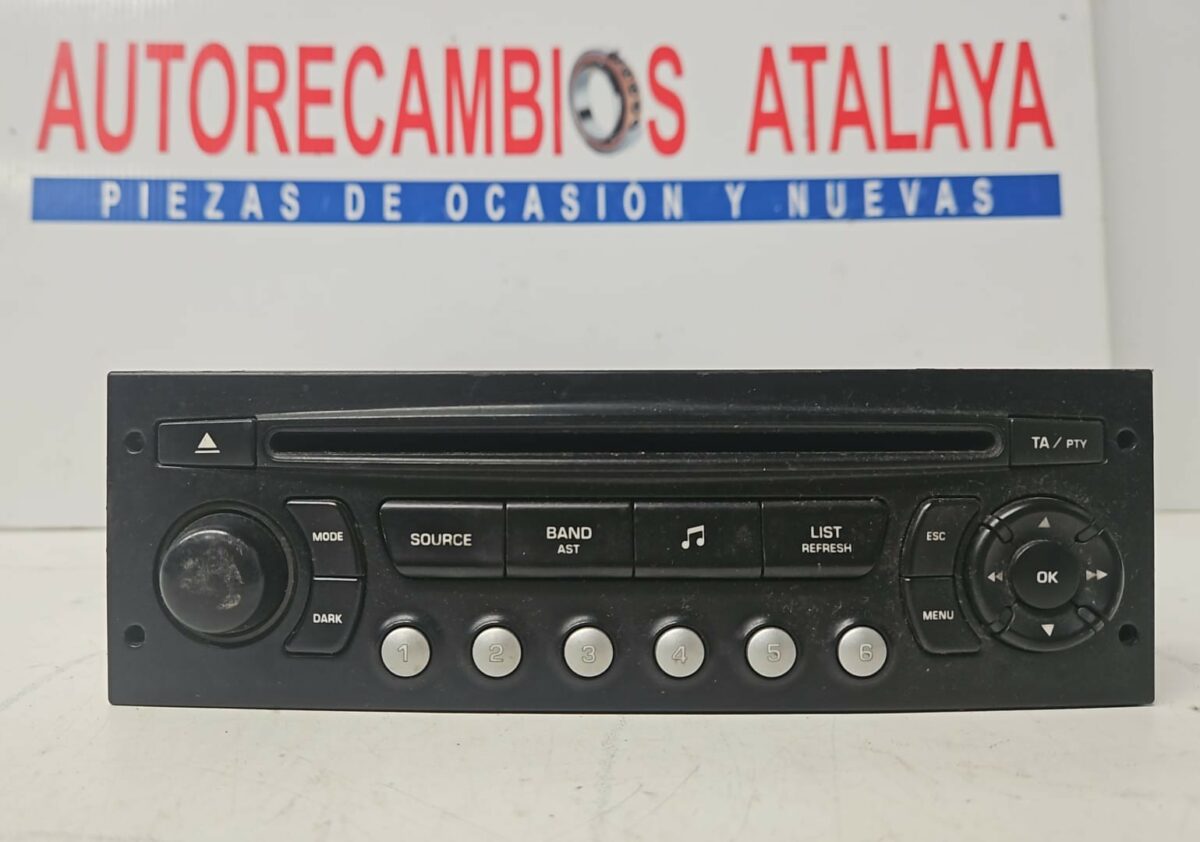 AUTORECAMBIOS ATALAYA
PIEZAS DE OCASIÓN Y NUEVAS
TA / PTY
MODE
SOURCE
BAND
AST
LIST
REFRESH
ESC
OK
DARK
MENU
1 2 3 4 5 6